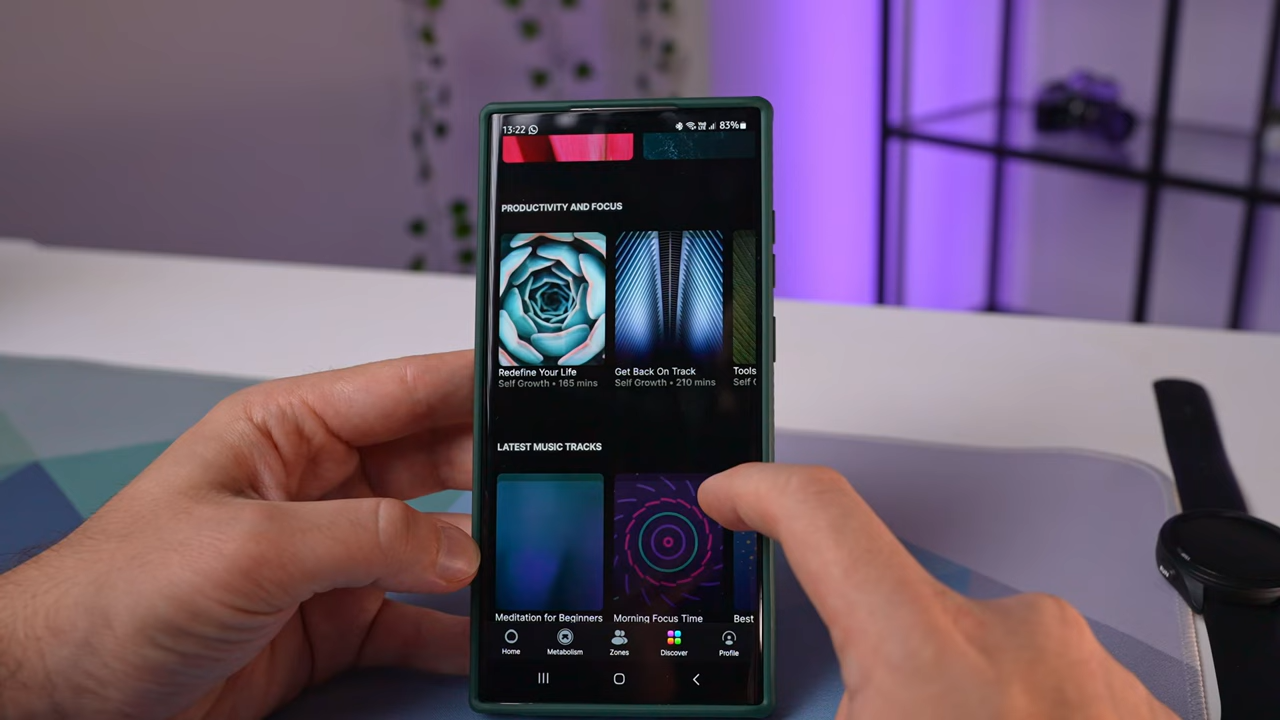 13:22
83%
PRODUCTIVITY AND FOCUS
Redefine Your Life
Self Growth • 165 mins
Get Back On Track
Self Growth • 210 mins
Tools
Self G
LATEST MUSIC TRACKS
Meditation for Beginners
Morning Focus Time
Best
Home
Metabolism
Zones
Discover
Profile